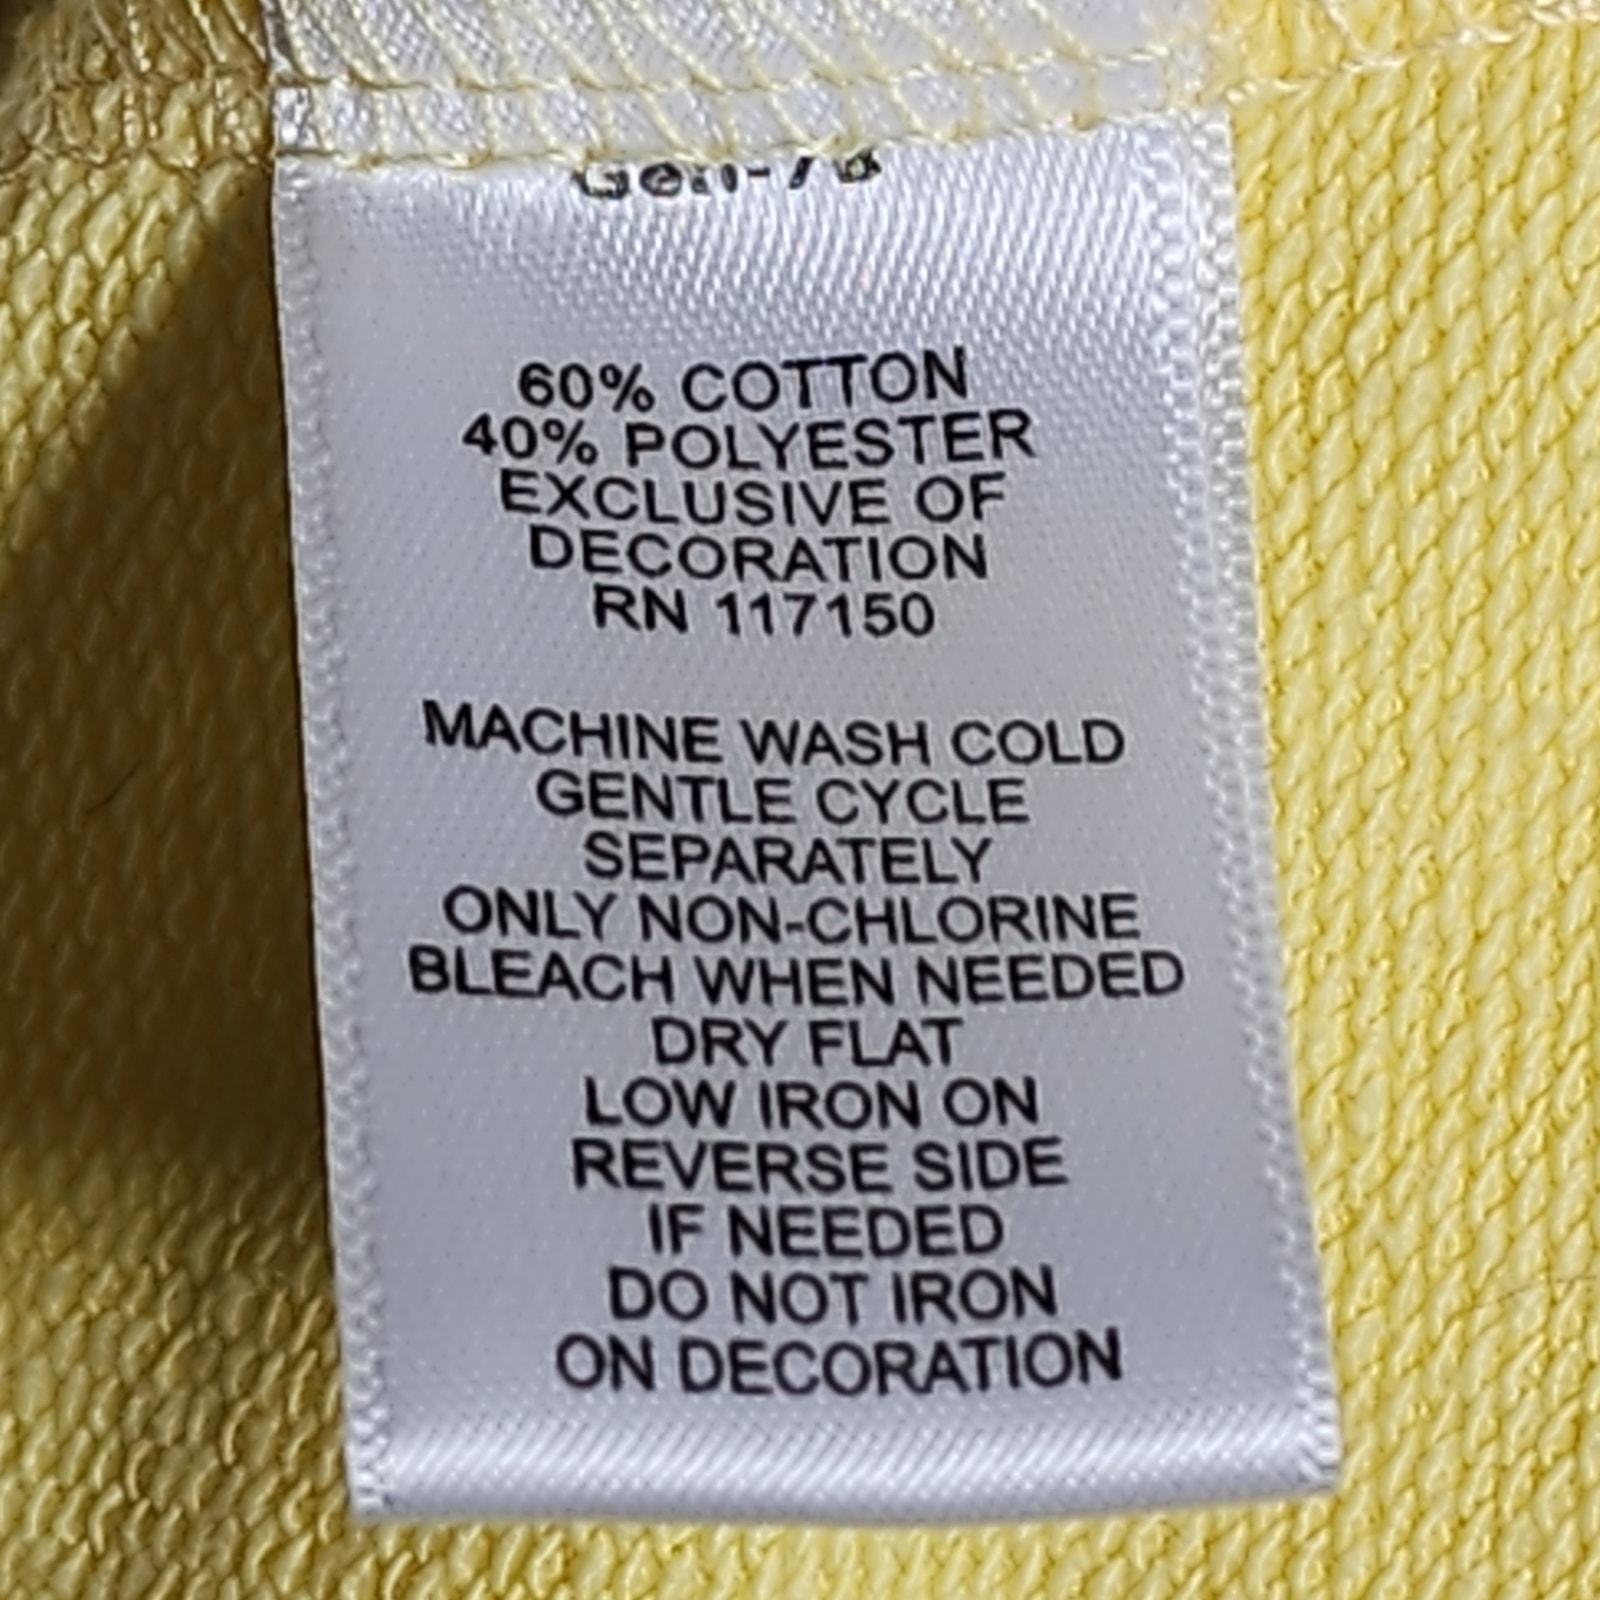 60% COTTON
40% POLYESTER
EXCLUSIVE OF
DECORATION
RN 117150
MACHINE WASH COLD
GENTLE CYCLE
SEPARATELY
ONLY NON-CHLORINE
BLEACH WHEN NEEDED
DRY FLAT
LOW IRON ON
REVERSE SIDE
IF NEEDED
DO NOT IRON
ON DECORATION